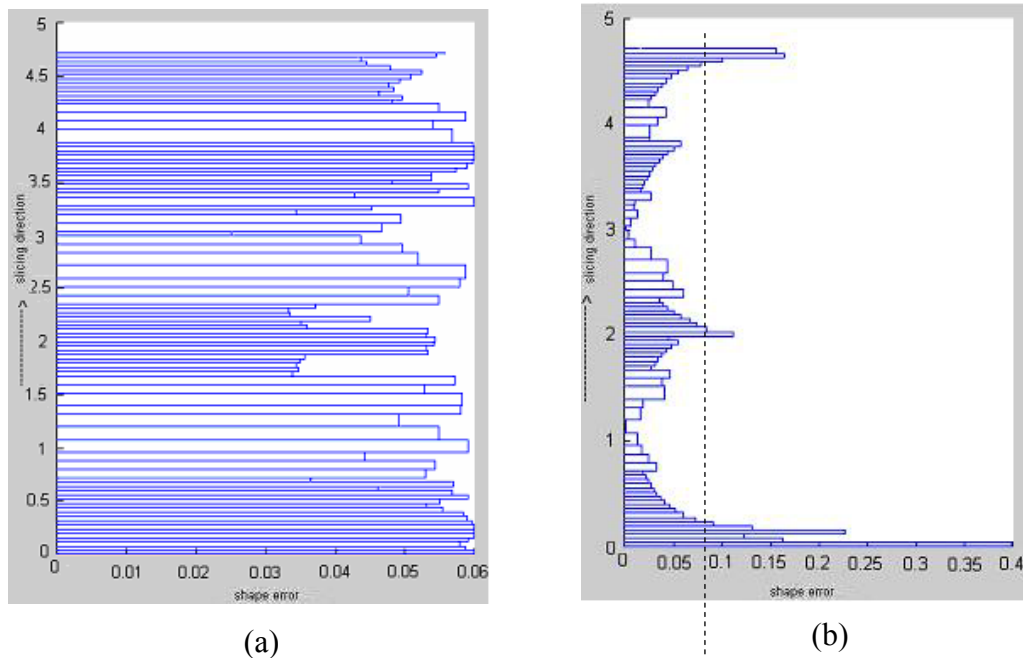 5
4.5
4
3.5
3
2.5
2
1.5
1
0.5
0
slicing direction
---------->
0 0.01 0.02 0.03 0.04 0.05 0.06
shape error
(a)
5
4
3
2
1
0
slicing direction
---------->
0 0.05 0.1 0.15 0.2 0.25 0.3 0.35 0.4
shape error
(b)